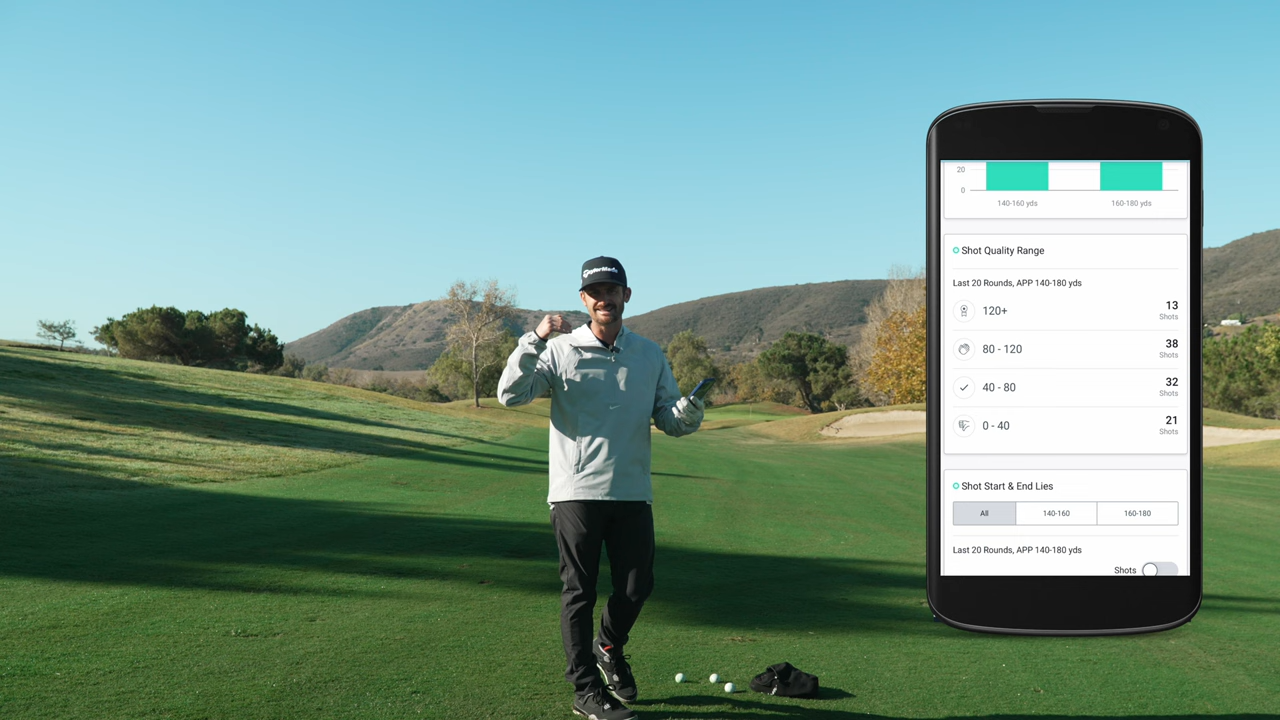 TaylorMade
20
0
140-160 yds
160-180 yds
Shot Quality Range
Last 20 Rounds, APP 140-180 yds
120+
13
Shots
80 - 120
38
Shots
40 - 80
32
Shots
0 - 40
21
Shots
Shot Start & End Lies
All
140-160
160-180
Last 20 Rounds, APP 140-180 yds
Shots